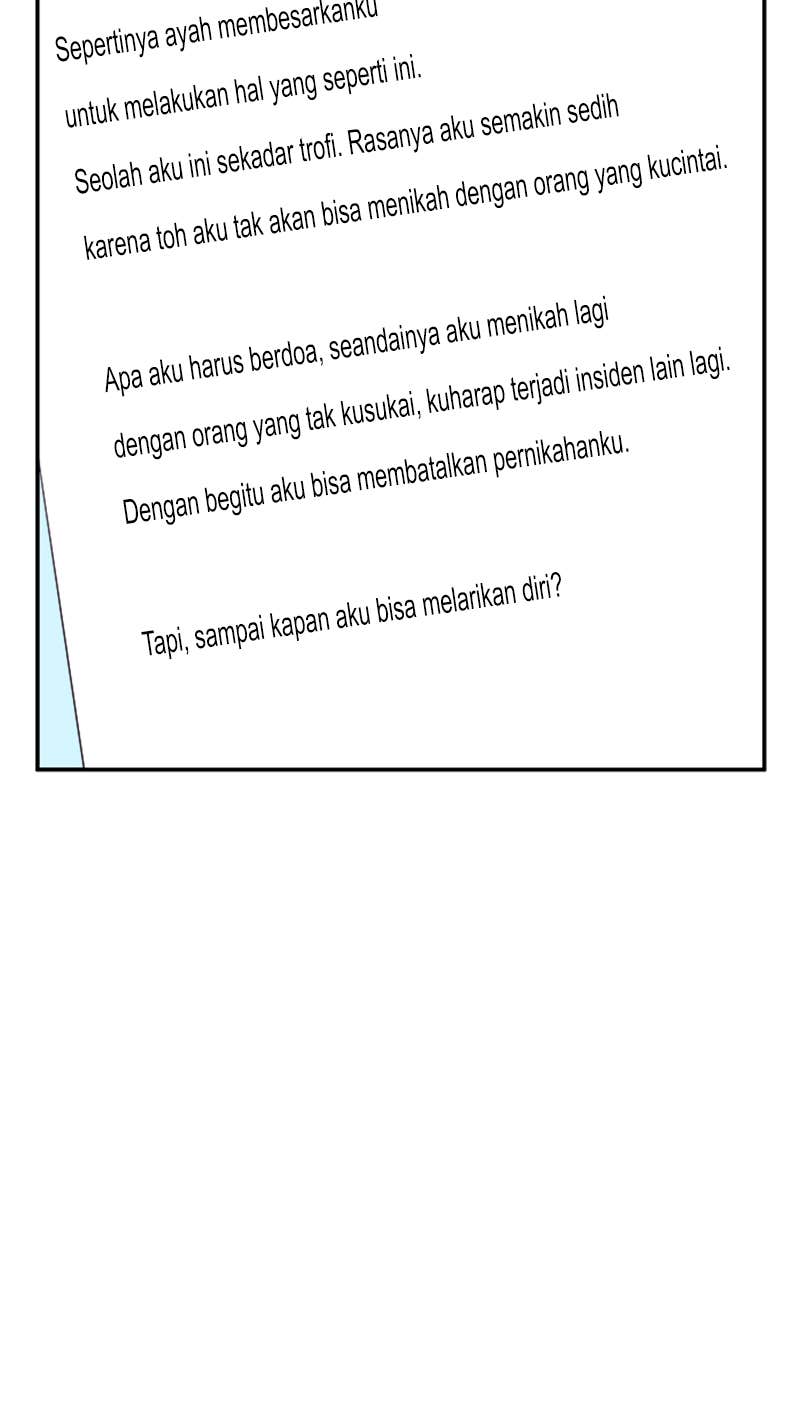 Sepertinya ayah membesarkanku
untuk melakukan hal yang seperti ini.
Seolah aku ini sekadar trofi. Rasanya aku semakin sedih
karena toh aku tak akan bisa menikah dengan orang yang kucintai.
Apa aku harus berdoa, seandainya aku menikah lagi
dengan orang yang tak kusukai, kuharap terjadi insiden lain lagi.
Dengan begitu aku bisa membatalkan pernikahanku.
Tapi, sampai kapan aku bisa melarikan diri?